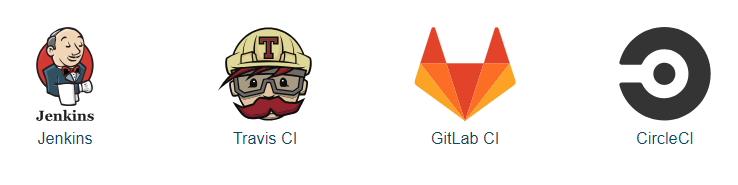 T
Jenkins
Jenkins
Travis CI
GitLab CI
CircleCI